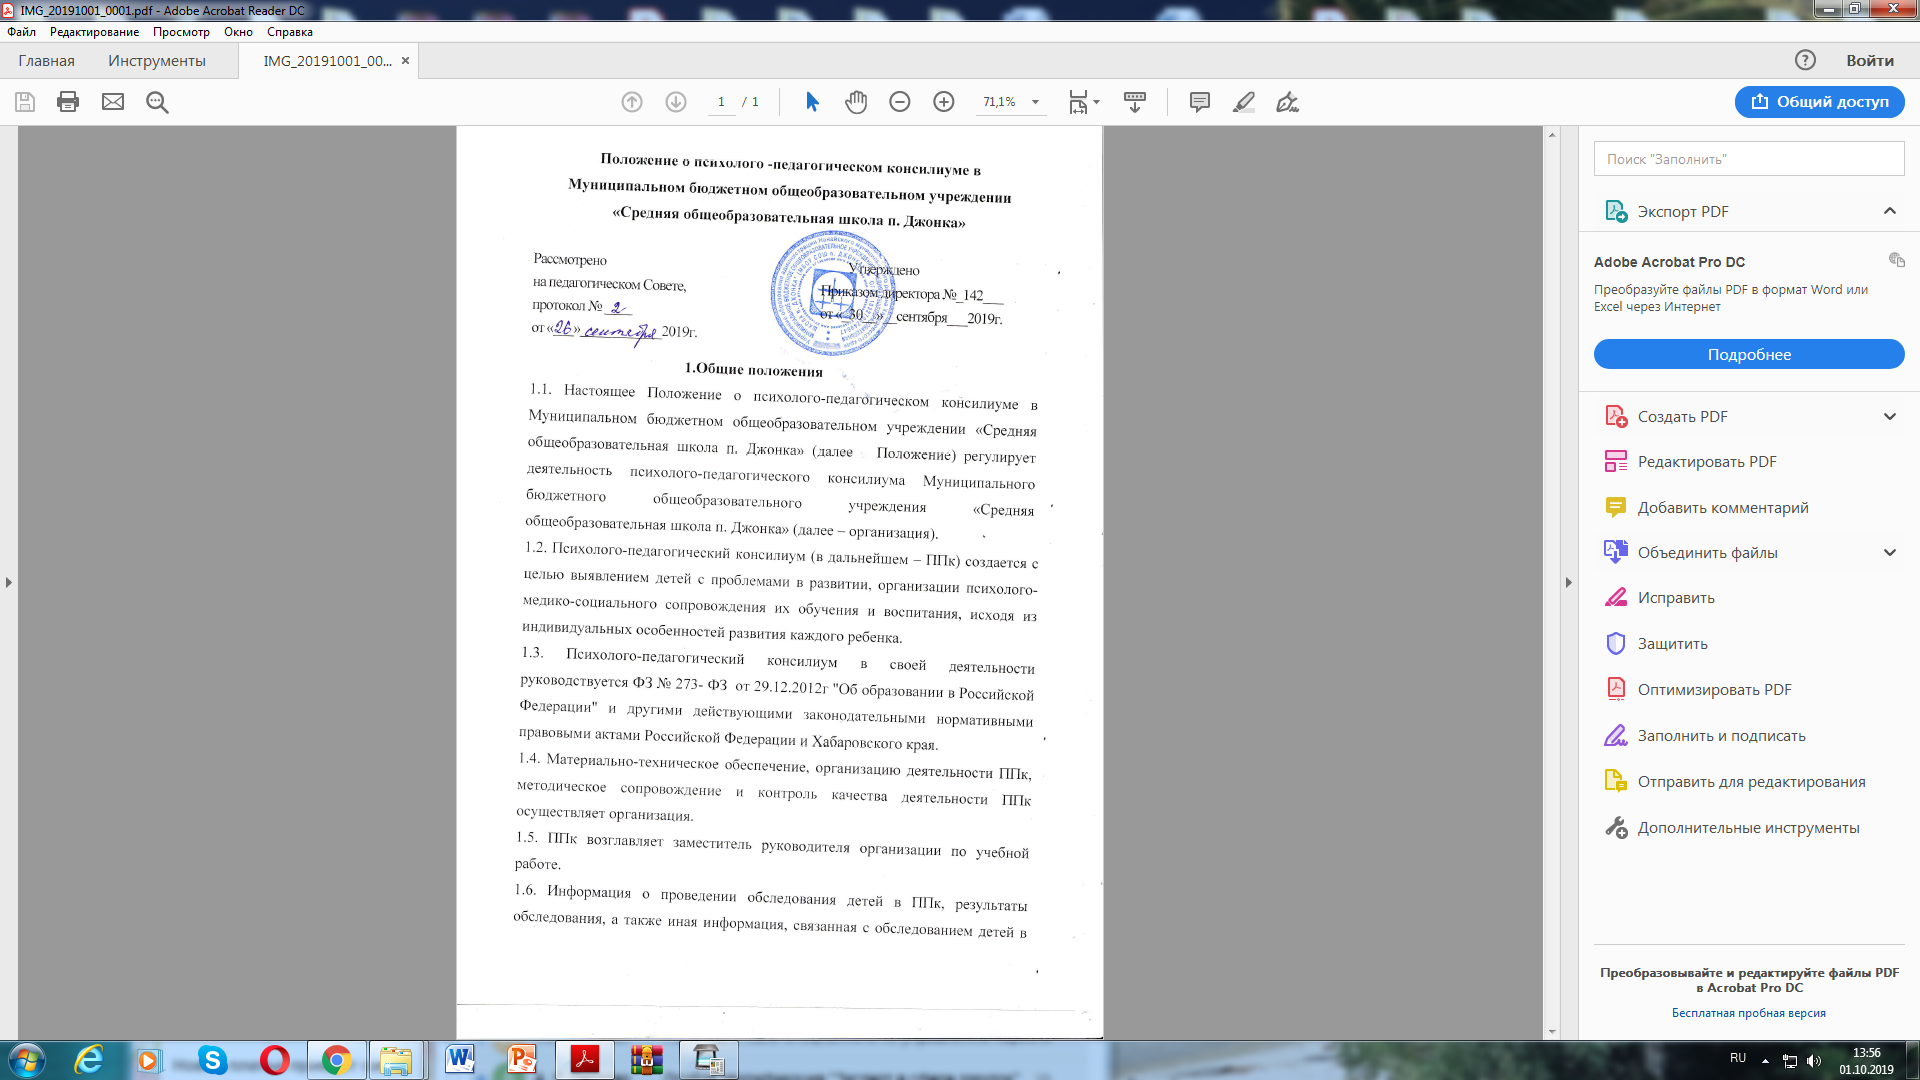 IMG_20191001_0001.pdf - Adobe Acrobat Reader DC
Файл Редактирование Просмотр Окно Справка
Главная Инструменты IMG_20191001_00... Войти
1 / 1 71,1% Общий доступ
Положение о психолого -педагогическом консилиуме в
Муниципальном бюджетном общеобразовательном учреждении
«Средняя общеобразовательная школа п. Джонка»
Рассмотрено
на педагогическом Совете,
протокол № 2
от «26» сентября 2019г.
Утверждено
Приказом директора №_142___
от «_30__»__сентября___2019г.
1.Общие положения
1.1. Настоящее Положение о психолого-педагогическом консилиуме в
Муниципальном бюджетном общеобразовательном учреждении «Средняя
общеобразовательная школа п. Джонка» (далее Положение) регулирует
деятельность психолого-педагогического консилиума Муниципального
бюджетного общеобразовательного учреждения «Средняя
общеобразовательная школа п. Джонка» (далее – организация).
1.2. Психолого-педагогический консилиум (в дальнейшем – ППк) создается с
целью выявлением детей с проблемами в развитии, организации психолого-
медико-социального сопровождения их обучения и воспитания, исходя из
индивидуальных особенностей развития каждого ребенка.
1.3. Психолого-педагогический консилиум в своей деятельности
руководствуется ФЗ № 273- ФЗ от 29.12.2012г "Об образовании в Российской
Федерации" и другими действующими законодательными нормативными
правовыми актами Российской Федерации и Хабаровского края.
1.4. Материально-техническое обеспечение, организацию деятельности ППк,
методическое сопровождение и контроль качества деятельности ППк
осуществляет организация.
1.5. ППк возглавляет заместитель руководителя организации по учебной
работе.
1.6. Информация о проведении обследования детей в ППк, результаты
обследования, а также иная информация, связанная с обследованием детей в
Поиск "Заполнить"
Экспорт PDF
Adobe Acrobat Pro DC
Преобразуйте файлы PDF в формат Word или
Excel через Интернет
Подробнее
Создать PDF
Редактировать PDF
Добавить комментарий
Объединить файлы
Исправить
Защитить
Оптимизировать PDF
Заполнить и подписать
Отправить для редактирования
Дополнительные инструменты
Преобразовывайте и редактируйте файлы PDF
в Acrobat Pro DC
Бесплатная пробная версия
RU
13:56
01.10.2019